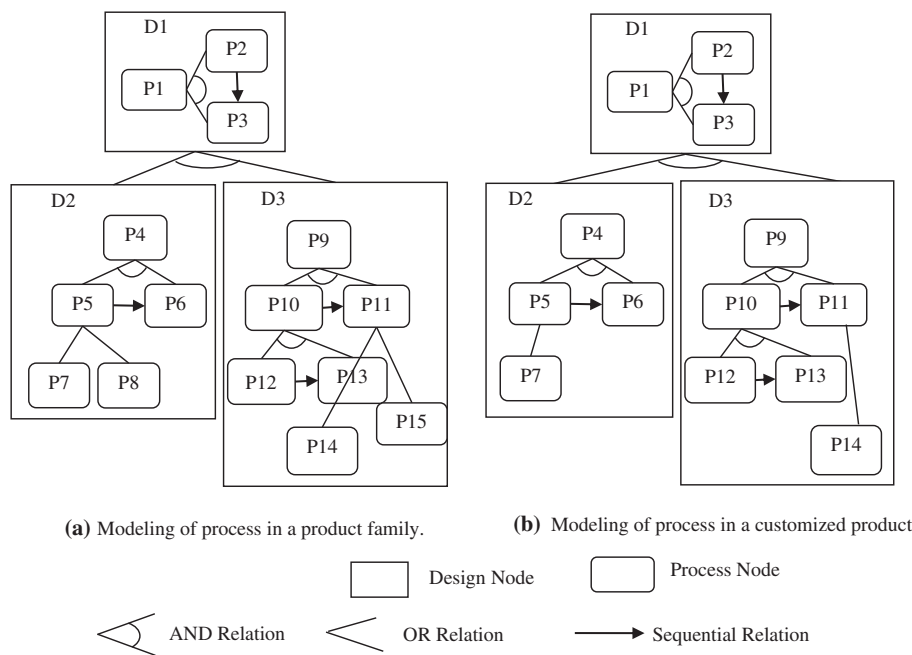 D1
P2
P1
P3
D2
P4
P5
P6
P7
P8
D3
P9
P10
P11
P12
P13
P15
P14
D1
P2
P1
P3
D2
P4
P5
P6
P7
D3
P9
P10
P11
P12
P13
P14
(a) Modeling of process in a product family.
(b) Modeling of process in a customized product
Design Node
Process Node
AND Relation
OR Relation
Sequential Relation